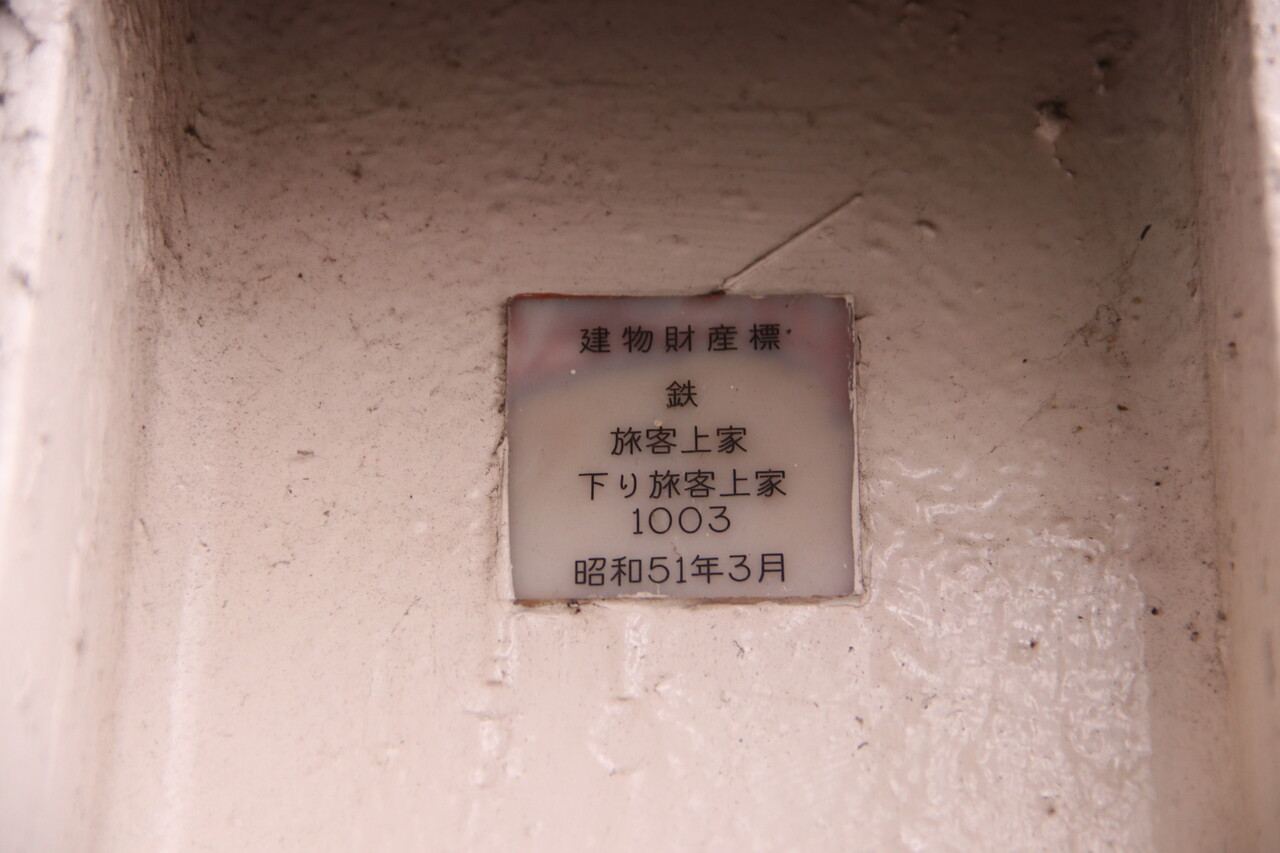 建物財産標
鉄
旅客上家
下り旅客上家
1003
昭和51年3月